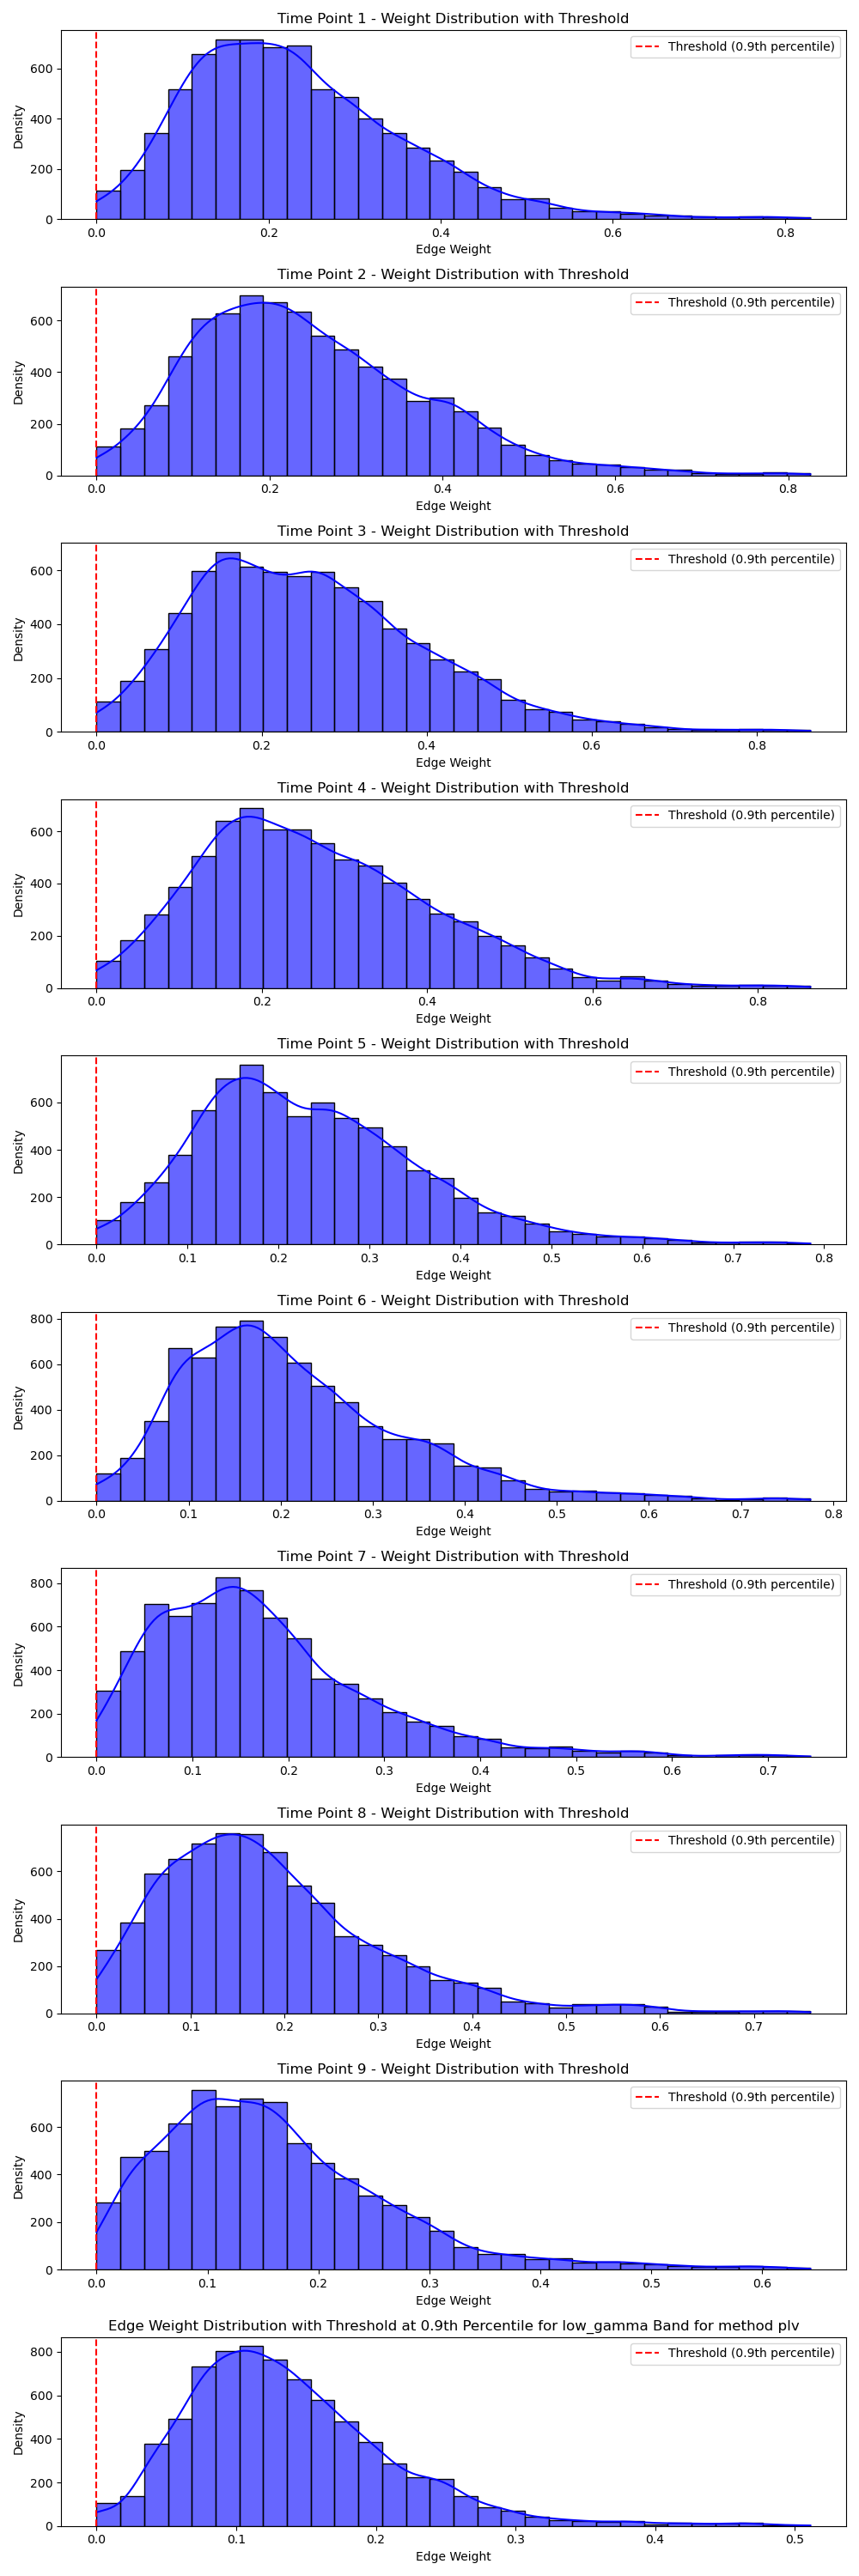 Time Point 1 - Weight Distribution with Threshold
Threshold (0.9th percentile)
Density
600
400
200
0
0.0 0.2 0.4 0.6 0.8
Edge Weight
Time Point 2 - Weight Distribution with Threshold
Threshold (0.9th percentile)
Density
600
400
200
0
0.0 0.2 0.4 0.6 0.8
Edge Weight
Time Point 3 - Weight Distribution with Threshold
Threshold (0.9th percentile)
Density
600
400
200
0
0.0 0.2 0.4 0.6 0.8
Edge Weight
Time Point 4 - Weight Distribution with Threshold
Threshold (0.9th percentile)
Density
600
400
200
0
0.0 0.2 0.4 0.6 0.8
Edge Weight
Time Point 5 - Weight Distribution with Threshold
Threshold (0.9th percentile)
Density
600
400
200
0
0.0 0.1 0.2 0.3 0.4 0.5 0.6 0.7 0.8
Edge Weight
Time Point 6 - Weight Distribution with Threshold
Threshold (0.9th percentile)
Density
800
600
400
200
0
0.0 0.1 0.2 0.3 0.4 0.5 0.6 0.7 0.8
Edge Weight
Time Point 7 - Weight Distribution with Threshold
Threshold (0.9th percentile)
Density
800
600
400
200
0
0.0 0.1 0.2 0.3 0.4 0.5 0.6 0.7
Edge Weight
Time Point 8 - Weight Distribution with Threshold
Threshold (0.9th percentile)
Density
600
400
200
0
0.0 0.1 0.2 0.3 0.4 0.5 0.6 0.7
Edge Weight
Time Point 9 - Weight Distribution with Threshold
Threshold (0.9th percentile)
Density
600
400
200
0
0.0 0.1 0.2 0.3 0.4 0.5 0.6
Edge Weight
Edge Weight Distribution with Threshold at 0.9th Percentile for low_gamma Band for method plv
Threshold (0.9th percentile)
Density
800
600
400
200
0
0.0 0.1 0.2 0.3 0.4 0.5
Edge Weight